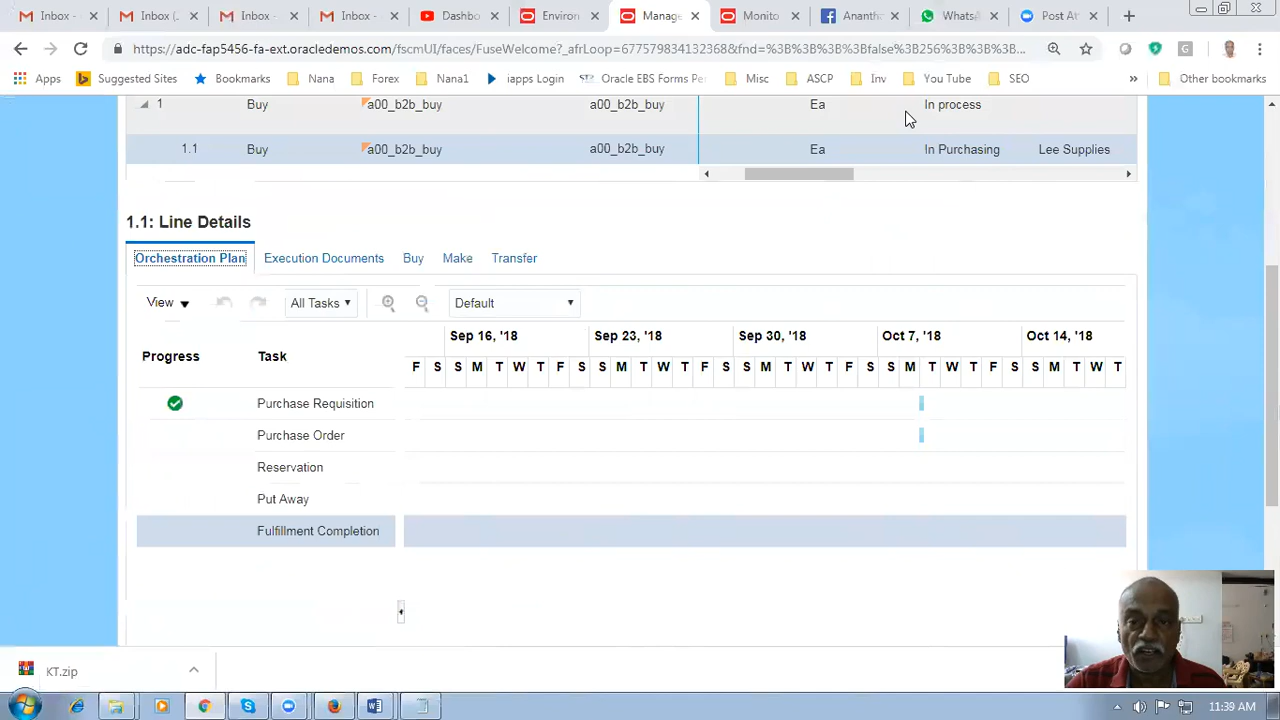 Inbox -
Inbox (
Inbox -
Inbox -
Dashbo
Environ
Manage
Monito
Anantha
WhatsA
Post At
https://adc-fap5456-fa-ext.oracledemos.com/fscmUI/faces/FuseWelcome?_afrLoop=677579834132368&fnd=%3B%3B%3B%3Bfalse%3B256%3B%3B%3B...
G
Apps
Suggested Sites
Bookmarks
Nana
Forex
Nana1
iapps Login
Oracle EBS Forms Pe
Misc
ASCP
Inv
You Tube
SEO
»
Other bookmarks
1 Buy a00_b2b_buy a00_b2b_buy Ea In process
1.1 Buy a00_b2b_buy a00_b2b_buy Ea In Purchasing Lee Supplies
1.1: Line Details
Orchestration Plan Execution Documents Buy Make Transfer
View All Tasks Default
Sep 16, '18 Sep 23, '18 Sep 30, '18 Oct 7, '18 Oct 14, '18
Progress Task
F S S M T W T F S S M T W T F S S M T W T F S S M T W T F S S M T W T
Purchase Requisition
Purchase Order
Reservation
Put Away
Fulfillment Completion
KT.zip
11:39 AM